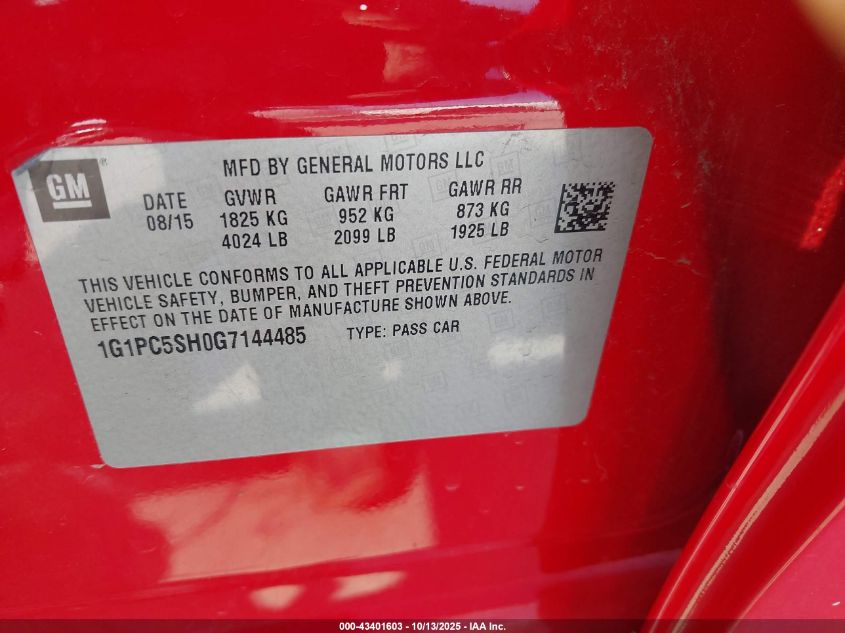 GM
®
MFD BY GENERAL MOTORS LLC
DATE GVWR GAWR FRT GAWR RR
08/15 1825 KG 952 KG 873 KG
4024 LB 2099 LB 1925 LB
THIS VEHICLE CONFORMS TO ALL APPLICABLE U.S. FEDERAL MOTOR
VEHICLE SAFETY, BUMPER, AND THEFT PREVENTION STANDARDS IN
EFFECT ON THE DATE OF MANUFACTURE SHOWN ABOVE.
1G1PC5SH0G7144485 TYPE: PASS CAR
000-43401603 - 10/13/2025 - IAA Inc.